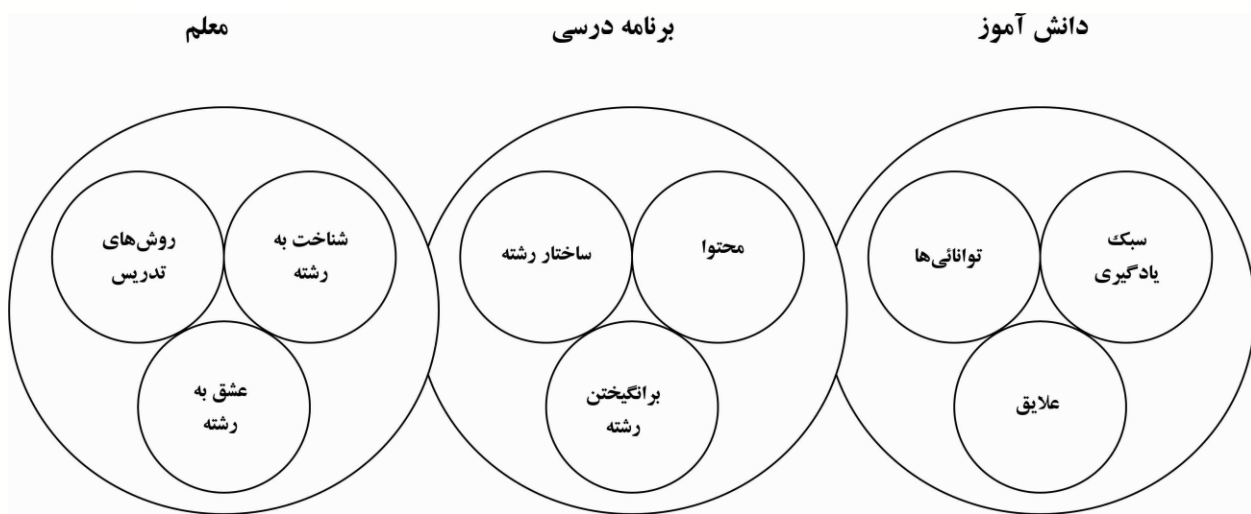 دانش آموز
برنامه درسی
معلم
سبک
یادگیری
توانائی‌ها
علایق
محتوا
ساختار رشته
برانگیختن
رشته
شناخت به
رشته
روش‌های
تدریس
عشق به
رشته